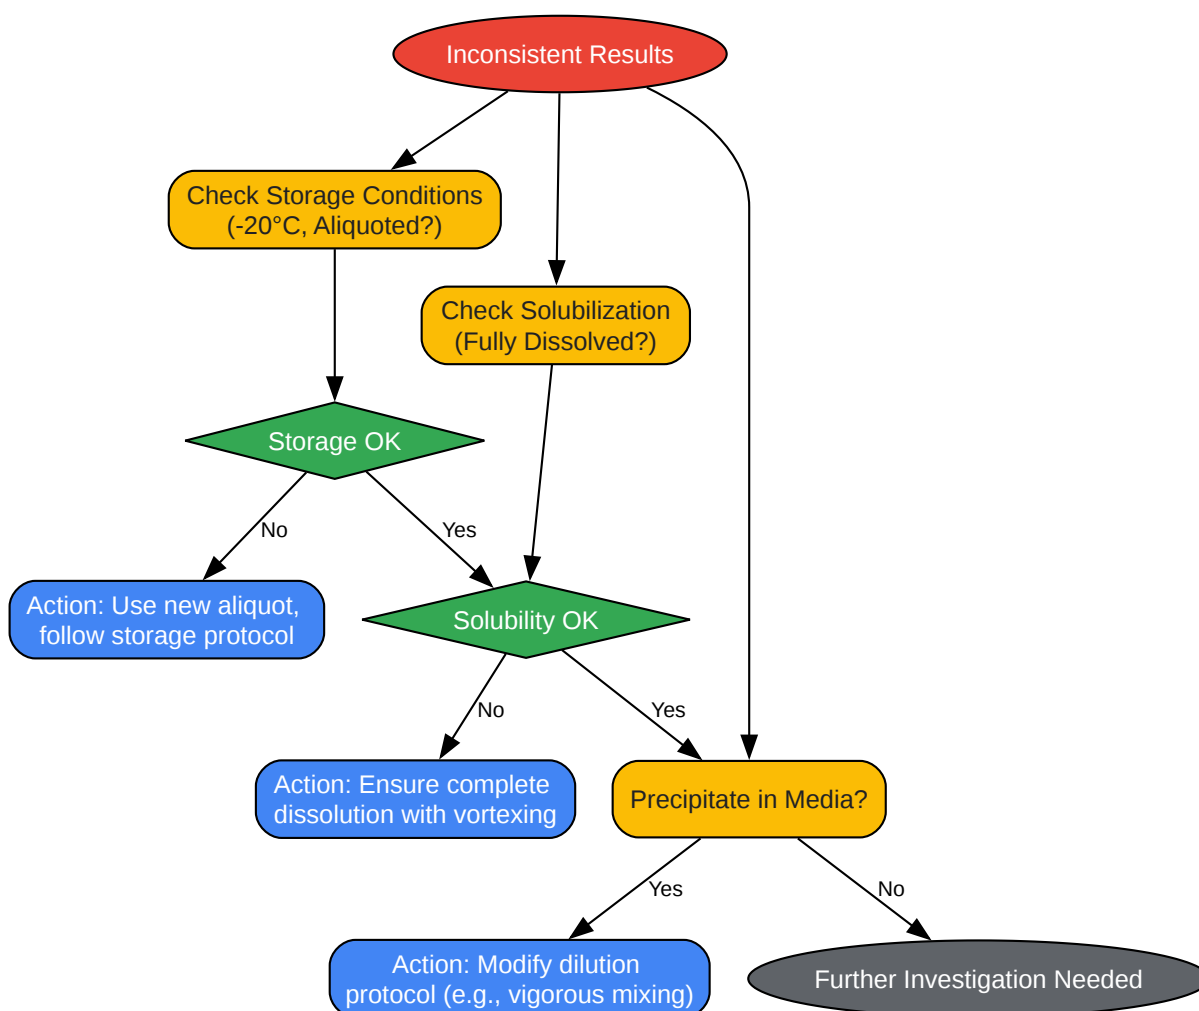 Inconsistent Results
Check Storage Conditions
(-20°C, Aliquoted?)
Check Solubilization
(Fully Dissolved?)
Storage OK
No
Yes
Action: Use new aliquot,
follow storage protocol
Solubility OK
No
Yes
Action: Ensure complete
dissolution with vortexing
Precipitate in Media?
Yes
No
Action: Modify dilution
protocol (e.g., vigorous mixing)
Further Investigation Needed